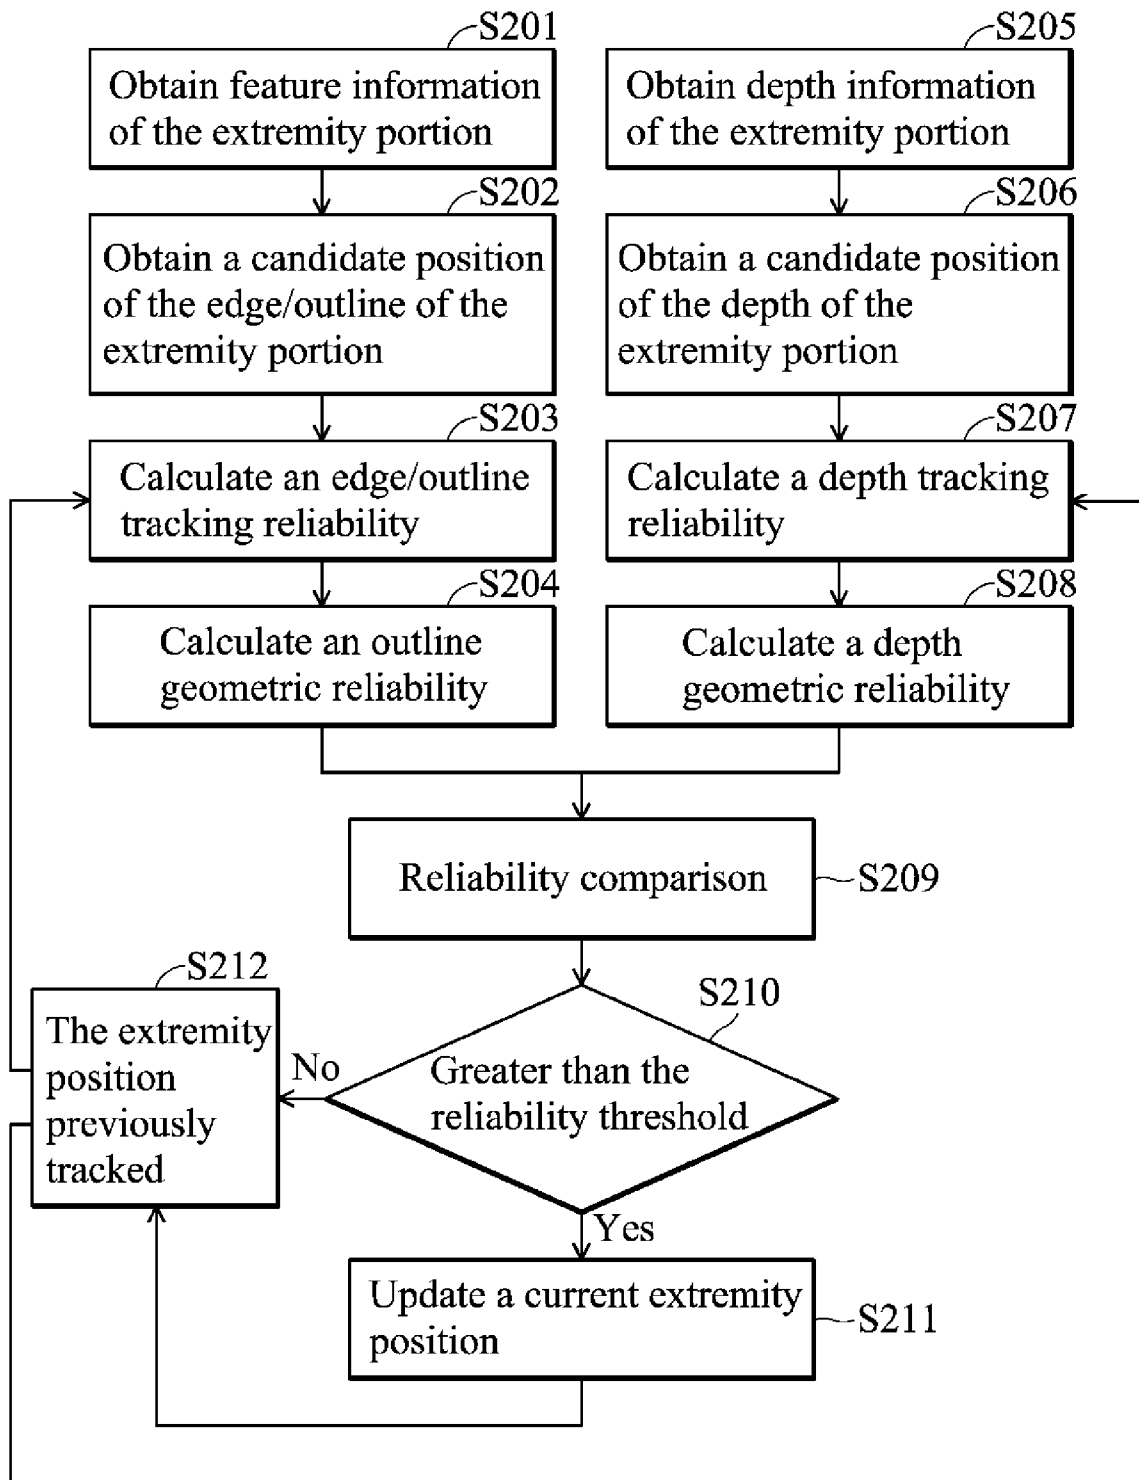 S201
Obtain feature information
of the extremity portion
S202
Obtain a candidate position
of the edge/outline of the
extremity portion
S203
Calculate an edge/outline
tracking reliability
S204
Calculate an outline
geometric reliability
S205
Obtain depth information
of the extremity portion
S206
Obtain a candidate position
of the depth of the
extremity portion
S207
Calculate a depth tracking
reliability
S208
Calculate a depth
geometric reliability
Reliability comparison
S209
S210
Greater than the
reliability threshold
No
S212
The extremity
position
previously
tracked
Yes
Update a current extremity
position
S211